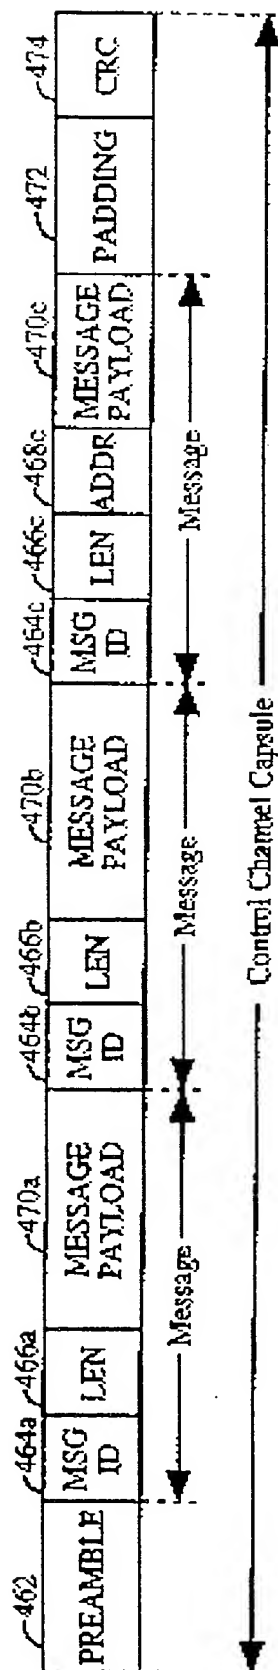 462
464a
466a
470a
464b
466b
470b
464c
466c
468c
470c
472
474
PREAMBLE
MSG
ID
LEN
MESSAGE
PAYLOAD
MSG
ID
LEN
MESSAGE
PAYLOAD
MSG
ID
LEN
ADDR
MESSAGE
PAYLOAD
PADDING
CRC
Message
Message
Message
Control Channel Capsule